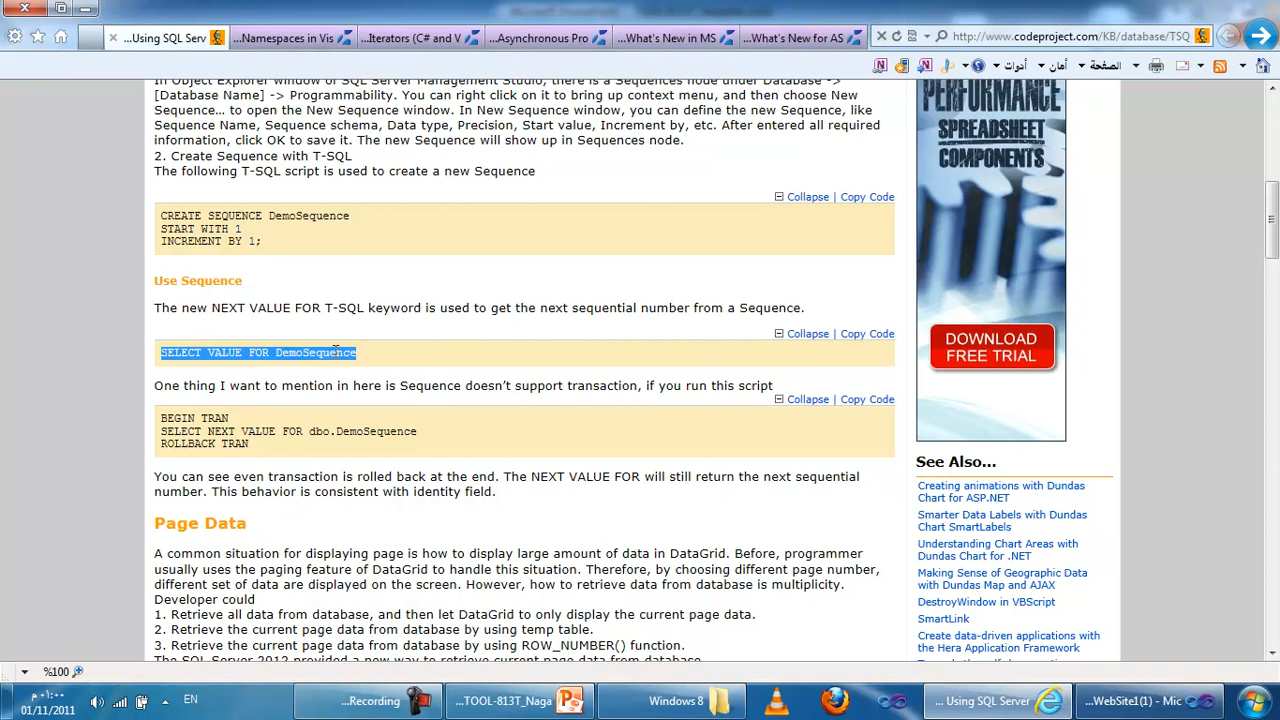 ...Using SQL Serv
...Namespaces in Vis
...Iterators (C# and V
...Asynchronous Pro
...What's New in MS
...What's New for AS
http://www.codeproject.com/KB/database/TSQ
أدوات
أمان
الصفحة
In Object Explorer window of SQL Server Management Studio, there is a Sequences node under Database ->
[Database Name] -> Programmability. You can right click on it to bring up context menu, and then choose New
Sequence... to open the New Sequence window. In New Sequence window, you can define the new Sequence, like
Sequence Name, Sequence schema, Data type, Precision, Start value, Increment by, etc. After entered all required
information, click OK to save it. The new Sequence will show up in Sequences node.
2. Create Sequence with T-SQL
The following T-SQL script is used to create a new Sequence
Collapse | Copy Code
CREATE SEQUENCE DemoSequence
START WITH 1
INCREMENT BY 1;
Use Sequence
The new NEXT VALUE FOR T-SQL keyword is used to get the next sequential number from a Sequence.
Collapse | Copy Code
SELECT VALUE FOR DemoSequence
One thing I want to mention in here is Sequence doesn't support transaction, if you run this script
Collapse | Copy Code
BEGIN TRAN
SELECT NEXT VALUE FOR dbo.DemoSequence
ROLLBACK TRAN
You can see even transaction is rolled back at the end. The NEXT VALUE FOR will still return the next sequential
number. This behavior is consistent with identity field.
Page Data
A common situation for displaying page is how to display large amount of data in DataGrid. Before, programmer
usually uses the paging feature of DataGrid to handle this situation. Therefore, by choosing different page number,
different set of data are displayed on the screen. However, how to retrieve data from database is multiplicity.
Developer could
1. Retrieve all data from database, and then let DataGrid to only display the current page data.
2. Retrieve the current page data from database by using temp table.
3. Retrieve the current page data from database by using ROW_NUMBER() function.
The SQL Server 2012 provided a new way to retrieve current page data from database.
PERFORMANCE
SPREADSHEET
COMPONENTS
DOWNLOAD
FREE TRIAL
See Also...
Creating animations with Dundas
Chart for ASP.NET
Smarter Data Labels with Dundas
Chart SmartLabels
Understanding Chart Areas with
Dundas Chart for .NET
Making Sense of Geographic Data
with Dundas Map and AJAX
DestroyWindow in VBScript
SmartLink
Create data-driven applications with
the Hera Application Framework
%100
٠١:٠٠ م
01/11/2011
EN
...Recording
...TOOL-813T_Naga
Windows 8
... Using SQL Server
...WebSite1(1) - Mic